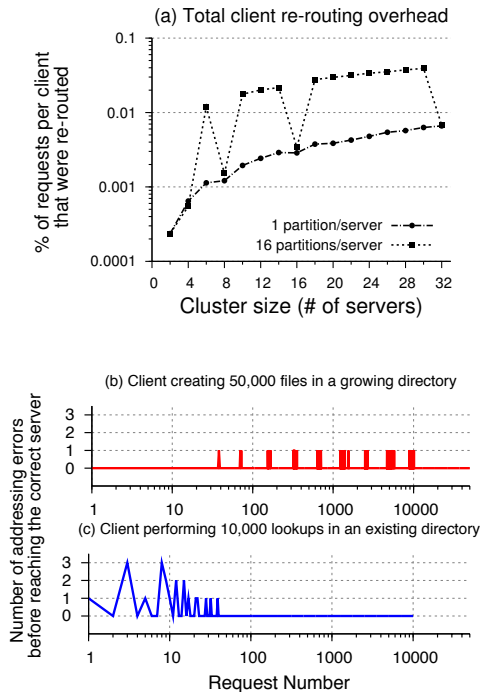 (a) Total client re-routing overhead
% of requests per client
that were re-routed
0.1
0.01
0.001
0.0001
1 partition/server
16 partitions/server
0 4 8 12 16 20 24 28 32
Cluster size (# of servers)
Number of addressing errors
before reaching the correct server
(b) Client creating 50,000 files in a growing directory
3
2
1
0
1 10 100 1000 10000
(c) Client performing 10,000 lookups in an existing directory
3
2
1
0
1 10 100 1000 10000
Request Number